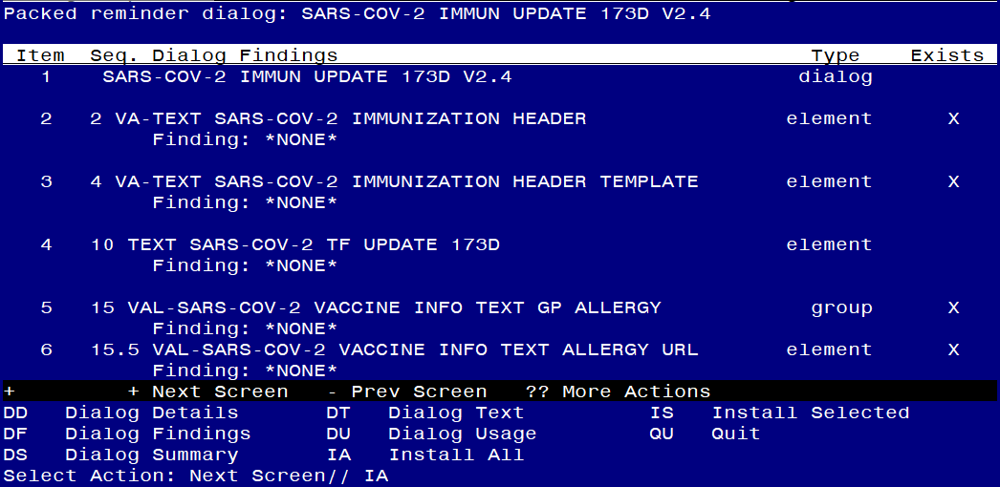 Packed reminder dialog: SARS-COV-2 IMMUN UPDATE 173D V2.4
Item Seq. Dialog Findings Type Exists
1 SARS-COV-2 IMMUN UPDATE 173D V2.4 dialog
2 2 VA-TEXT SARS-COV-2 IMMUNIZATION HEADER element X
Finding: *NONE*
3 4 VA-TEXT SARS-COV-2 IMMUNIZATION HEADER TEMPLATE element X
Finding: *NONE*
4 10 TEXT SARS-COV-2 TF UPDATE 173D element
Finding: *NONE*
5 15 VAL-SARS-COV-2 VACCINE INFO TEXT GP ALLERGY group X
Finding: *NONE*
6 15.5 VAL-SARS-COV-2 VACCINE INFO TEXT ALLERGY URL element X
Finding: *NONE*
+ + Next Screen - Prev Screen ?? More Actions
DD Dialog Details DT Dialog Text IS Install Selected
DF Dialog Findings DU Dialog Usage QU Quit
DS Dialog Summary IA Install All
Select Action: Next Screen// IA